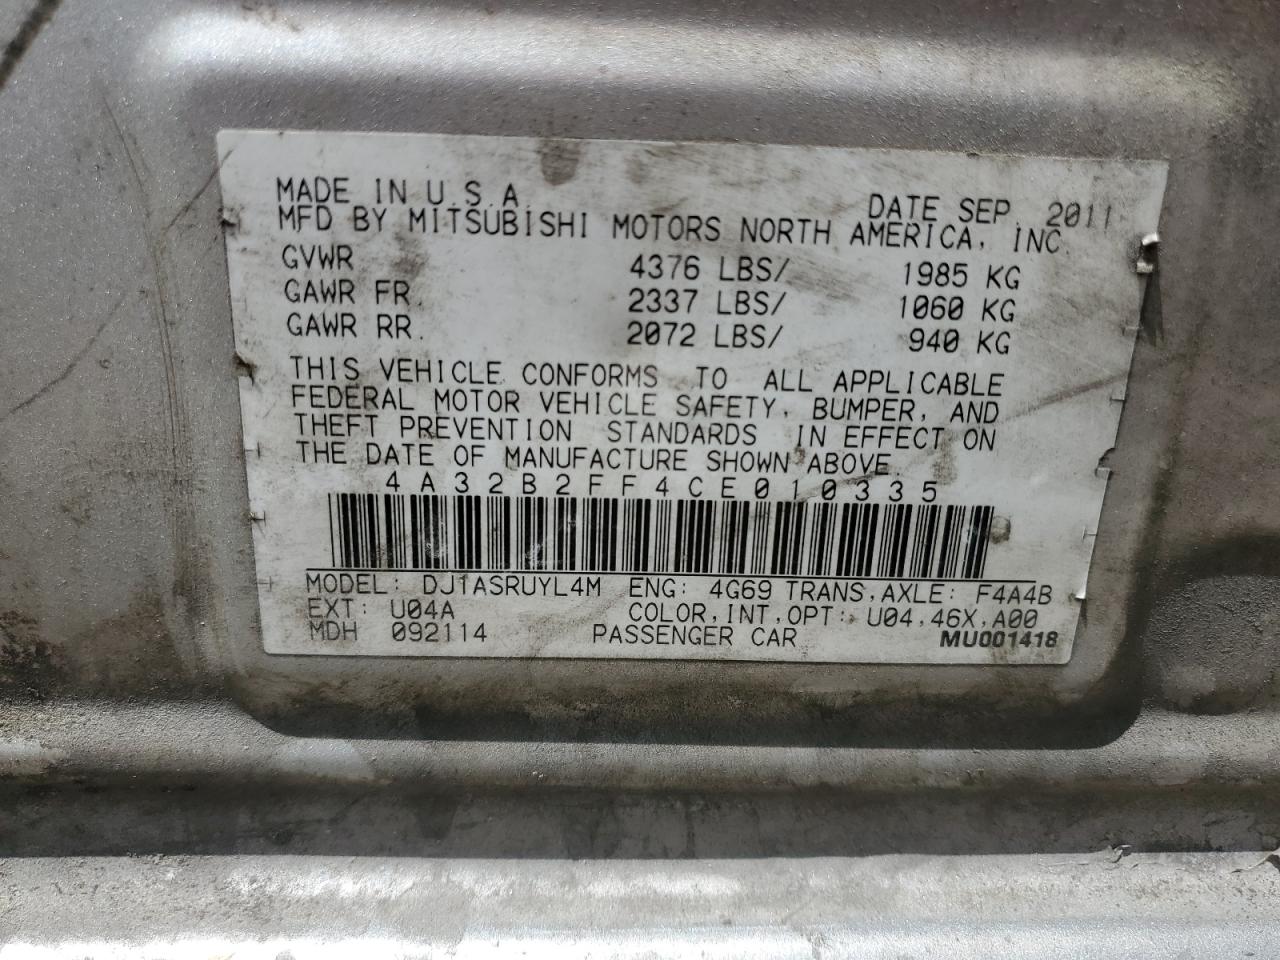 MADE IN U.S.A. DATE SEP. 2011
MFD BY MITSUBISHI MOTORS NORTH AMERICA, INC.
GVWR 4376 LBS/ 1985 KG
GAWR FR. 2337 LBS/ 1060 KG
GAWR RR. 2072 LBS/ 940 KG
THIS VEHICLE CONFORMS TO ALL APPLICABLE
FEDERAL MOTOR VEHICLE SAFETY, BUMPER, AND
THEFT PREVENTION STANDARDS IN EFFECT ON
THE DATE OF MANUFACTURE SHOWN ABOVE.
4A32B2FF4CE010335
MODEL: DJ1ASRUYL4M ENG: 4G69 TRANS,AXLE: F4A4B
EXT: U04A COLOR,INT,OPT: U04,46X,A00
MDH 092114 PASSENGER CAR MU001418